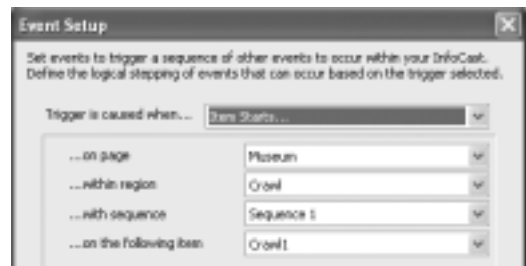 Event Setup
Set events to trigger a sequence of other events to occur within your InfoCast.
Define the logical stepping of events that can occur based on the trigger selected.
Trigger is caused when... Item Starts...
...on page Museum
...within region Crawl
...with sequence Sequence 1
...on the following item Crawl1